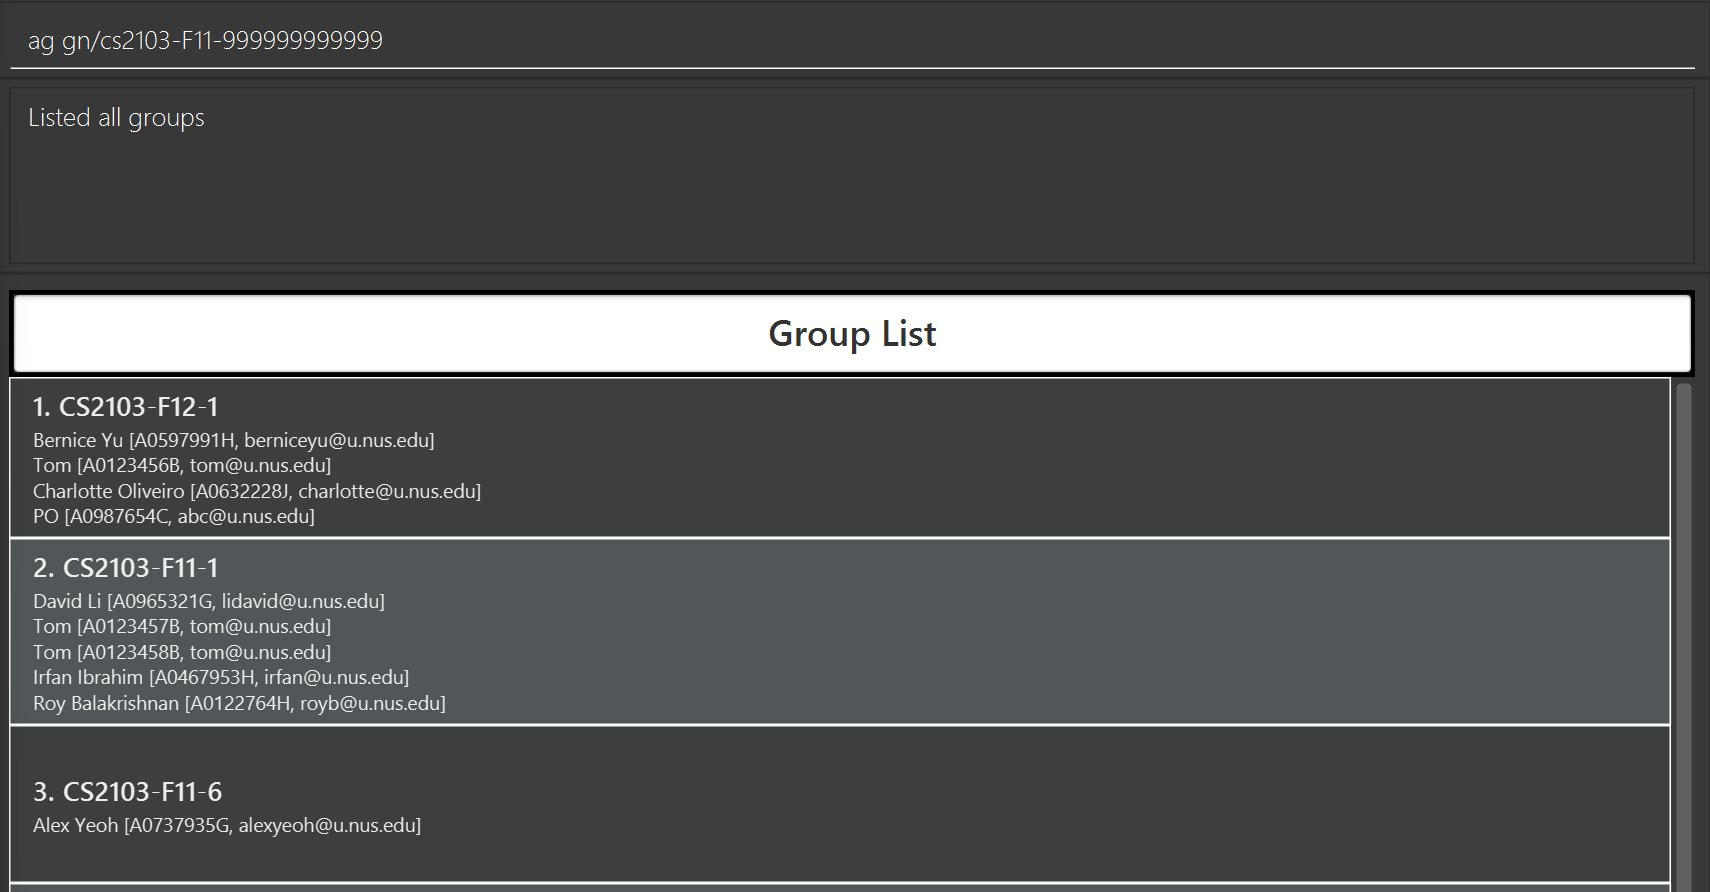 ag gn/cs2103-F11-999999999999
Listed all groups
Group List
1. CS2103-F12-1
Bernice Yu [A0597991H, berniceyu@u.nus.edu]
Tom [A0123456B, tom@u.nus.edu]
Charlotte Oliveiro [A0632228J, charlotte@u.nus.edu]
PO [A0987654C, abc@u.nus.edu]
2. CS2103-F11-1
David Li [A0965321G, lidavid@u.nus.edu]
Tom [A0123457B, tom@u.nus.edu]
Tom [A0123458B, tom@u.nus.edu]
Irfan Ibrahim [A0467953H, irfan@u.nus.edu]
Roy Balakrishnan [A0122764H, royb@u.nus.edu]
3. CS2103-F11-6
Alex Yeoh [A0737935G, alexyeoh@u.nus.edu]